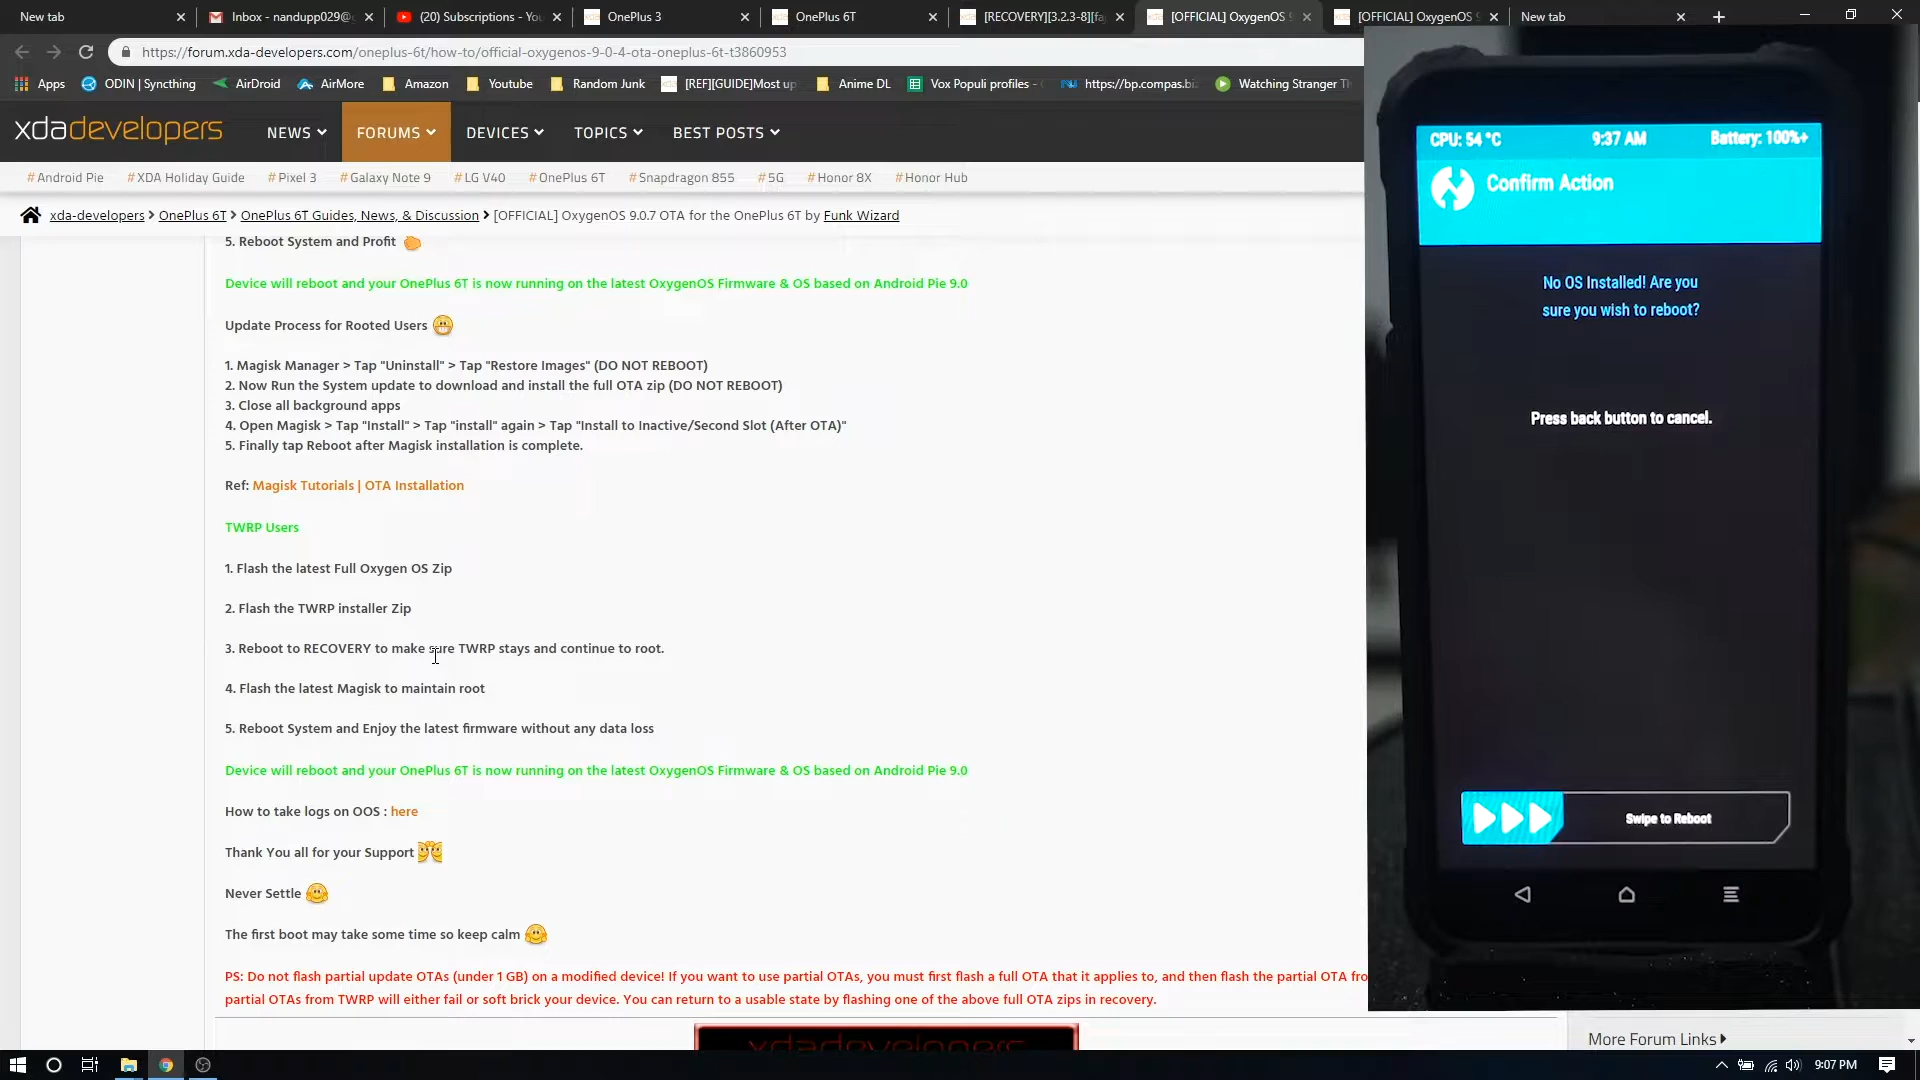 New tab
Inbox - nandupp029@
(20) Subscriptions - You
OnePlus 3
OnePlus 6T
[RECOVERY][3.2.3-8][fa
[OFFICIAL] OxygenOS 9
[OFFICIAL] OxygenOS 9
New tab
https://forum.xda-developers.com/oneplus-6t/how-to/official-oxygenos-9-0-4-ota-oneplus-6t-t3860953
Apps
ODIN | Syncthing
AirDroid
AirMore
Amazon
Youtube
Random Junk
[REF][GUIDE]Most up
Anime DL
Vox Populi profiles -
https://bp.compas.bi
Watching Stranger Th
xdadevelopers
NEWS
FORUMS
DEVICES
TOPICS
BEST POSTS
#Android Pie
#XDA Holiday Guide
#Pixel 3
#Galaxy Note 9
#LG V40
#OnePlus 6T
#Snapdragon 855
#5G
#Honor 8X
#Honor Hub
xda-developers > OnePlus 6T > OnePlus 6T Guides, News, & Discussion > [OFFICIAL] OxygenOS 9.0.7 OTA for the OnePlus 6T by Funk Wizard
5. Reboot System and Profit
Device will reboot and your OnePlus 6T is now running on the latest OxygenOS Firmware & OS based on Android Pie 9.0
Update Process for Rooted Users
1. Magisk Manager > Tap "Uninstall" > Tap "Restore Images" (DO NOT REBOOT)
2. Now Run the System update to download and install the full OTA zip (DO NOT REBOOT)
3. Close all background apps
4. Open Magisk > Tap "Install" > Tap "install" again > Tap "Install to Inactive/Second Slot (After OTA)"
5. Finally tap Reboot after Magisk installation is complete.
Ref: Magisk Tutorials | OTA Installation
TWRP Users
1. Flash the latest Full Oxygen OS Zip
2. Flash the TWRP installer Zip
3. Reboot to RECOVERY to make sure TWRP stays and continue to root.
4. Flash the latest Magisk to maintain root
5. Reboot System and Enjoy the latest firmware without any data loss
Device will reboot and your OnePlus 6T is now running on the latest OxygenOS Firmware & OS based on Android Pie 9.0
How to take logs on OOS : here
Thank You all for your Support
Never Settle
The first boot may take some time so keep calm
PS: Do not flash partial update OTAs (under 1 GB) on a modified device! If you want to use partial OTAs, you must first flash a full OTA that it applies to, and then flash the partial OTA fro
partial OTAs from TWRP will either fail or soft brick your device. You can return to a usable state by flashing one of the above full OTA zips in recovery.
xdadevelopers
More Forum Links
9:07 PM
CPU: 54 °C
9:37 AM
Battery: 100%+
Confirm Action
No OS Installed! Are you
sure you wish to reboot?
Press back button to cancel.
Swipe to Reboot